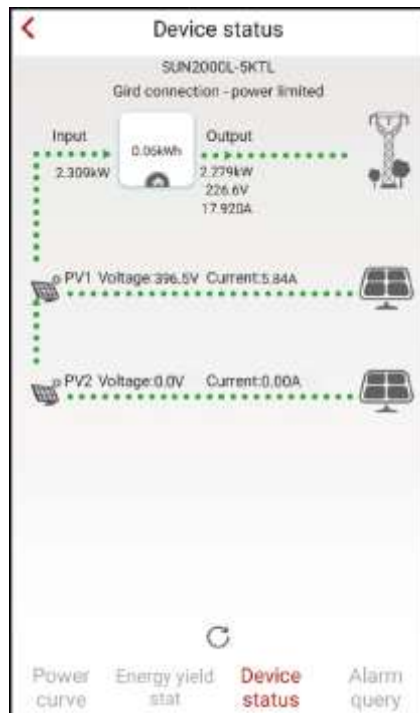 Device status
SUN2000L-5KTL
Gird connection - power limited
Input
0.06kWh
Output
2.309kW
2.279kW
226.6V
17.920A
PV1 Voltage:396.5V Current:5.84A
PV2 Voltage:0.0V Current:0.00A
Power curve
Energy yield stat
Device status
Alarm query